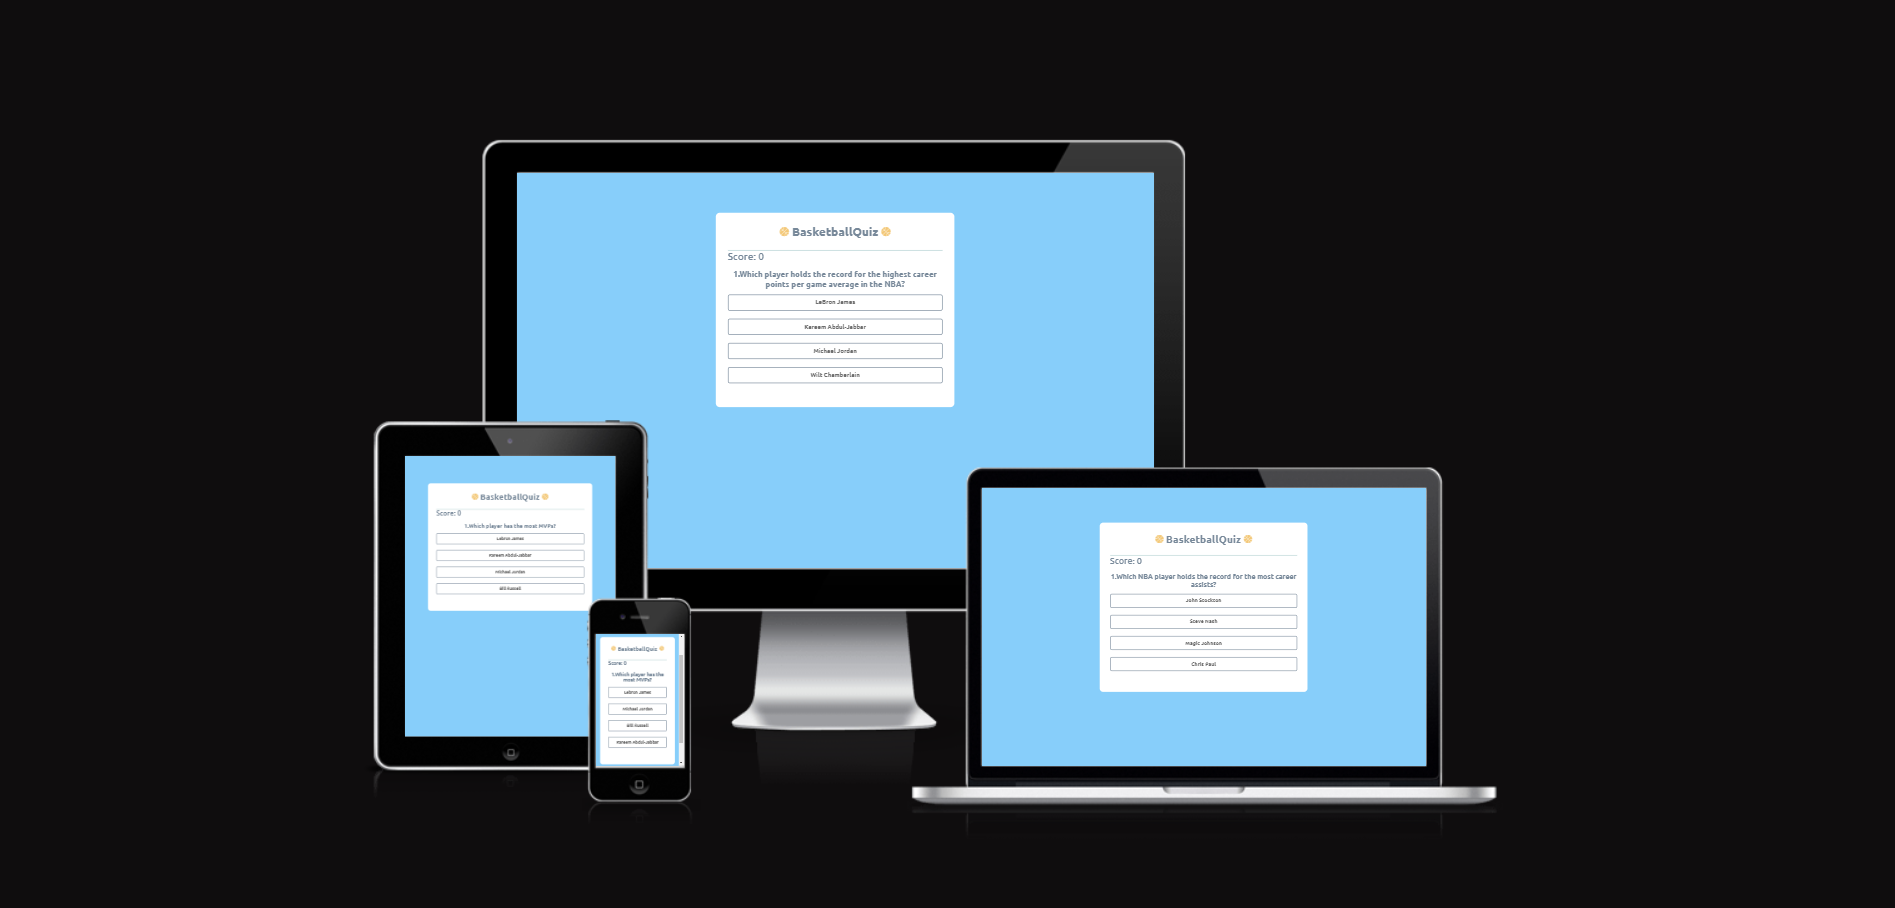 BasketballQuiz
Score: 0
1.Which player holds the record for the highest career
points per game average in the NBA?
LeBron James
Kareem Abdul-Jabbar
Michael Jordan
Wilt Chamberlain
BasketballQuiz
Score: 0
1.Which player has the most MVPs?
LeBron James
Kareem Abdul-Jabbar
Michael Jordan
Bill Russell
BasketballQuiz
Score: 0
1.Which player has the
most MVPs?
LeBron James
Michael Jordan
Bill Russell
Kareem Abdul-Jabbar
BasketballQuiz
Score: 0
1.Which NBA player holds the record for the most career
assists?
John Stockton
Steve Nash
Magic Johnson
Chris Paul